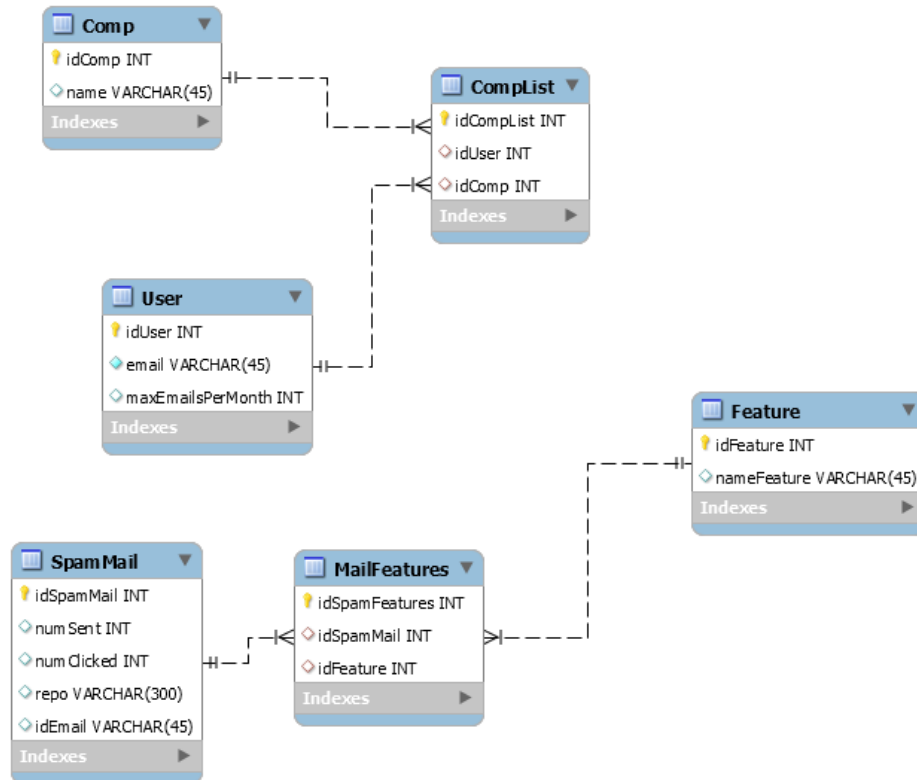 Comp
idComp INT
name VARCHAR(45)
Indexes
CompList
idCompList INT
idUser INT
idComp INT
Indexes
User
idUser INT
email VARCHAR(45)
maxEmailsPerMonth INT
Indexes
Feature
idFeature INT
nameFeature VARCHAR(45)
Indexes
SpamMail
idSpamMail INT
numSent INT
numClicked INT
repo VARCHAR(300)
idEmail VARCHAR(45)
Indexes
MailFeatures
idSpamFeatures INT
idSpamMail INT
idFeature INT
Indexes